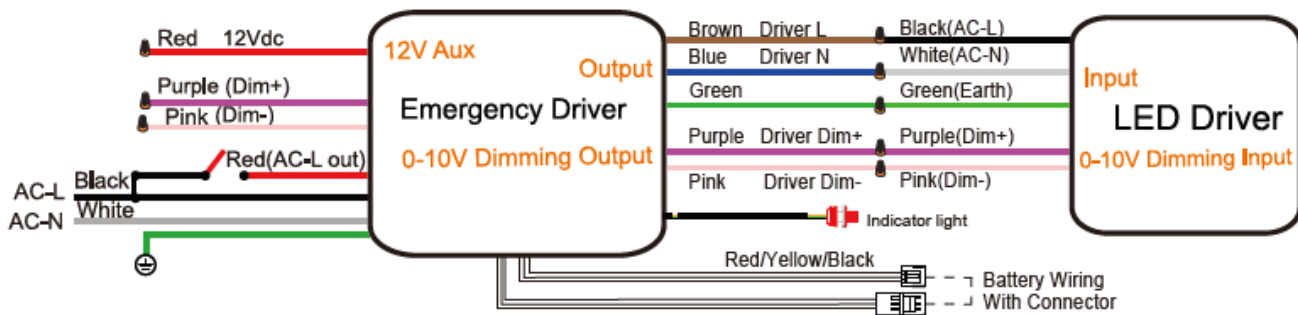 Red 12Vdc
Purple (Dim+)
Pink (Dim-)
Red(AC-L out)
Black
AC-L
White
AC-N
12V Aux
Output
Emergency Driver
0-10V Dimming Output
Brown Driver L
Blue Driver N
Green
Purple Driver Dim+
Pink Driver Dim-
Black(AC-L)
White(AC-N)
Green(Earth)
Purple(Dim+)
Pink(Dim-)
Indicator light
Input
LED Driver
0-10V Dimming Input
Red/Yellow/Black
Battery Wiring
With Connector